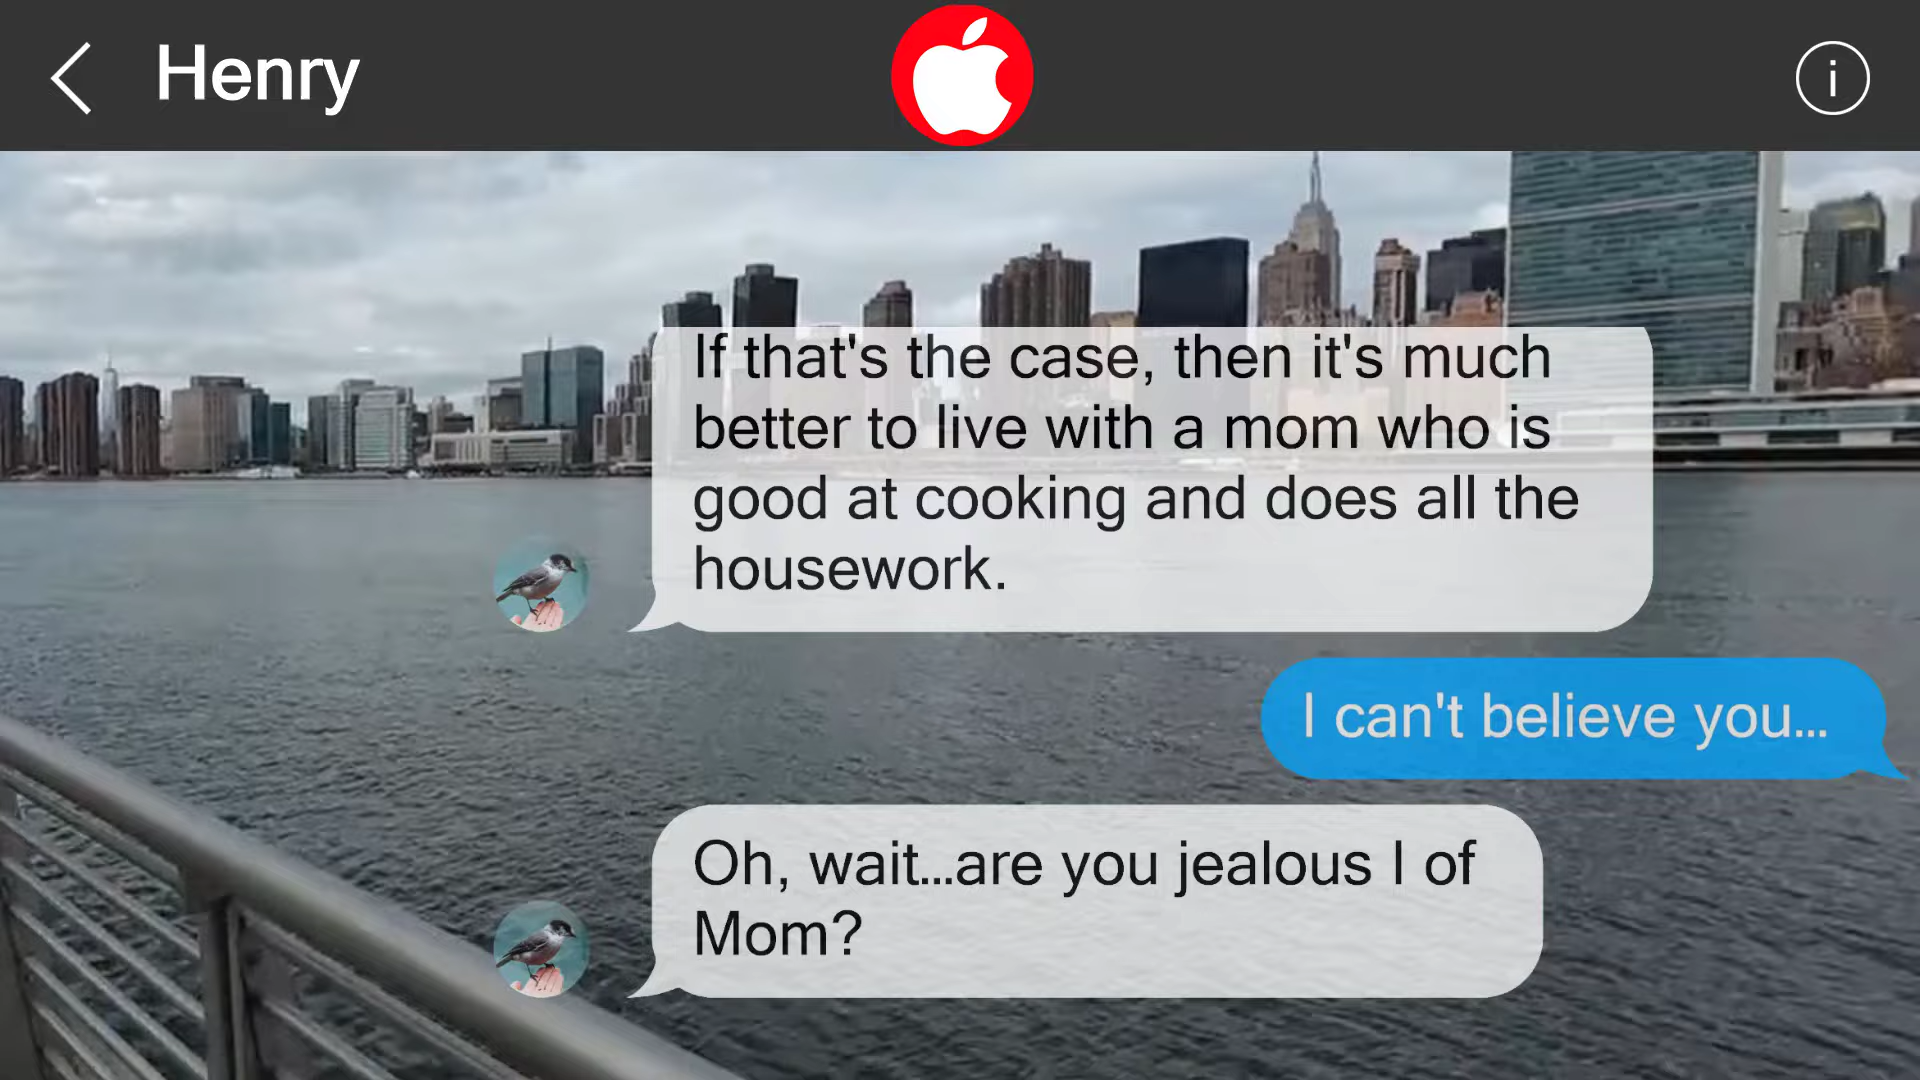 Henry
i
If that's the case, then it's much
better to live with a mom who is
good at cooking and does all the
housework.
I can't believe you...
Oh, wait...are you jealous I of
Mom?